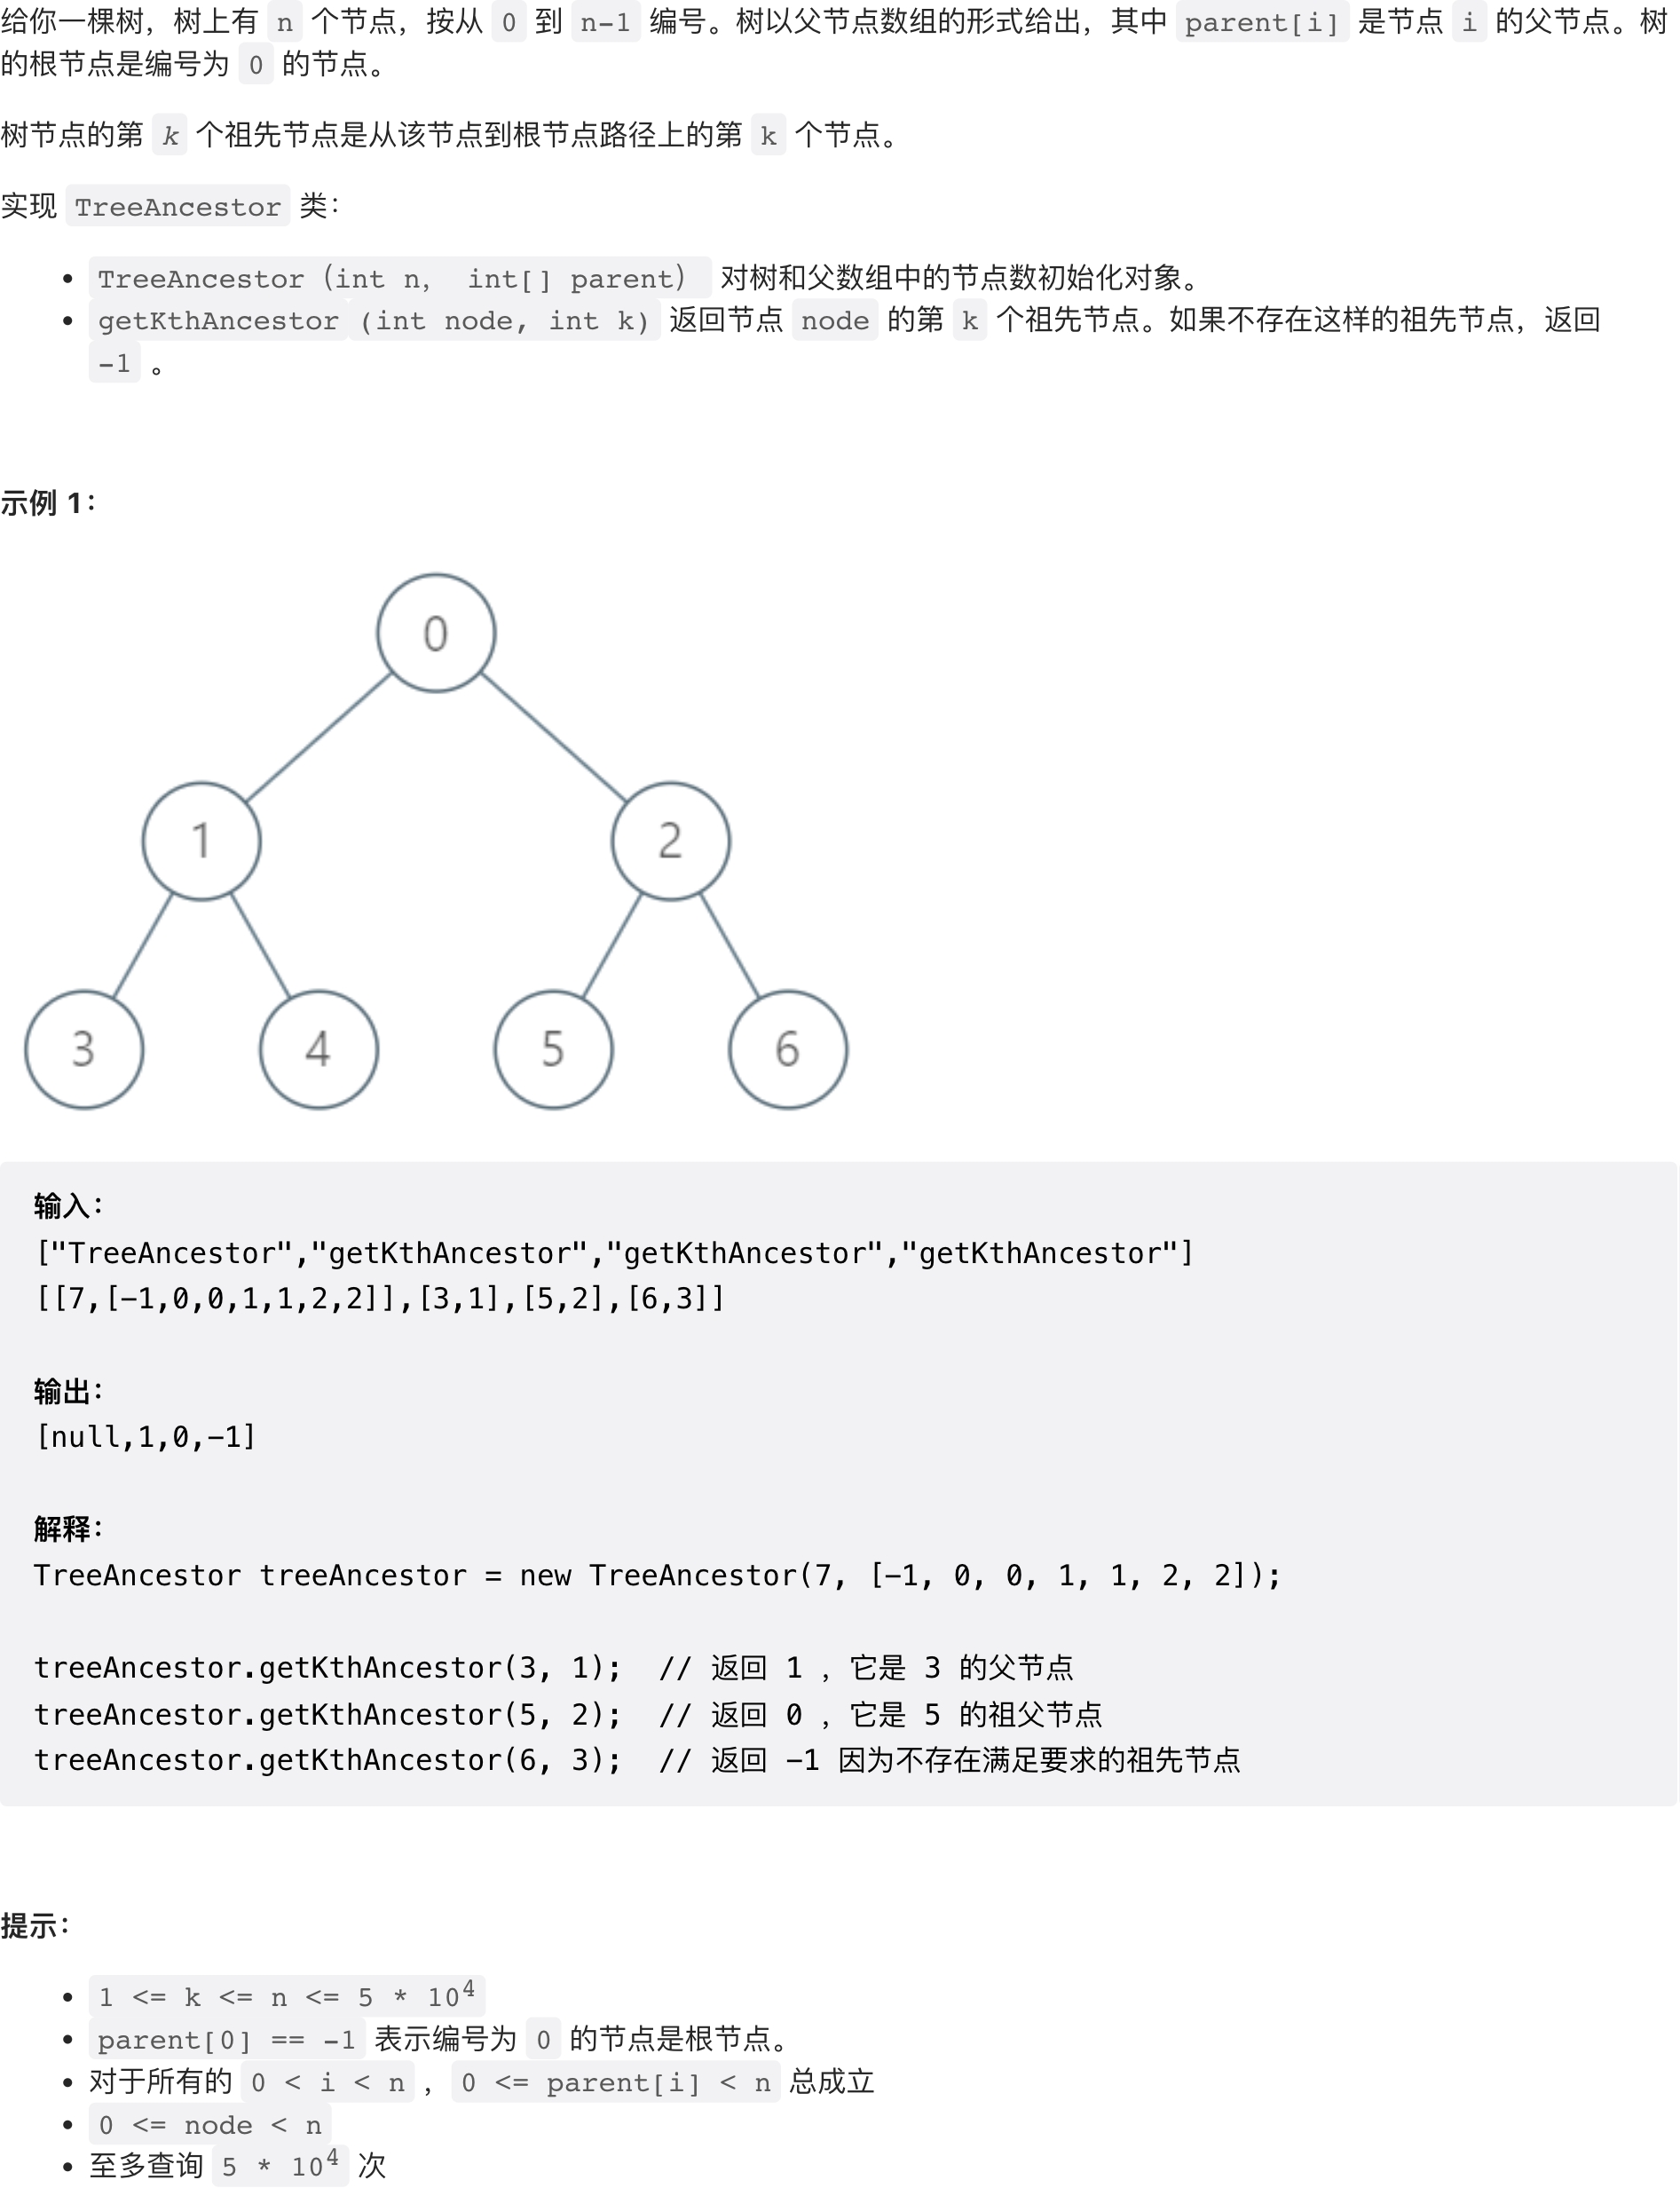 给你一棵树，树上有 n 个节点，按从 0 到 n-1 编号。树以父节点数组的形式给出，其中 parent[i] 是节点 i 的父节点。树
的根节点是编号为 0 的节点。
树节点的第 k 个祖先节点是从该节点到根节点路径上的第 k 个节点。
实现 TreeAncestor 类：
• TreeAncestor（int n， int[] parent） 对树和父数组中的节点数初始化对象。
• getKthAncestor (int node, int k) 返回节点 node 的第 k 个祖先节点。如果不存在这样的祖先节点，返回
-1 。
示例 1：
0
1 2
3 4 5 6
输入：
["TreeAncestor","getKthAncestor","getKthAncestor","getKthAncestor"]
[[7,[-1,0,0,1,1,2,2]],[3,1],[5,2],[6,3]]
输出：
[null,1,0,-1]
解释：
TreeAncestor treeAncestor = new TreeAncestor(7, [-1, 0, 0, 1, 1, 2, 2]);
treeAncestor.getKthAncestor(3, 1);  // 返回 1 ，它是 3 的父节点
treeAncestor.getKthAncestor(5, 2);  // 返回 0 ，它是 5 的祖父节点
treeAncestor.getKthAncestor(6, 3);  // 返回 -1 因为不存在满足要求的祖先节点
提示：
• 1 <= k <= n <= 5 * 10⁴
• parent[0] == -1 表示编号为 0 的节点是根节点。
• 对于所有的 0 < i < n ，0 <= parent[i] < n 总成立
• 0 <= node < n
• 至多查询 5 * 10⁴ 次